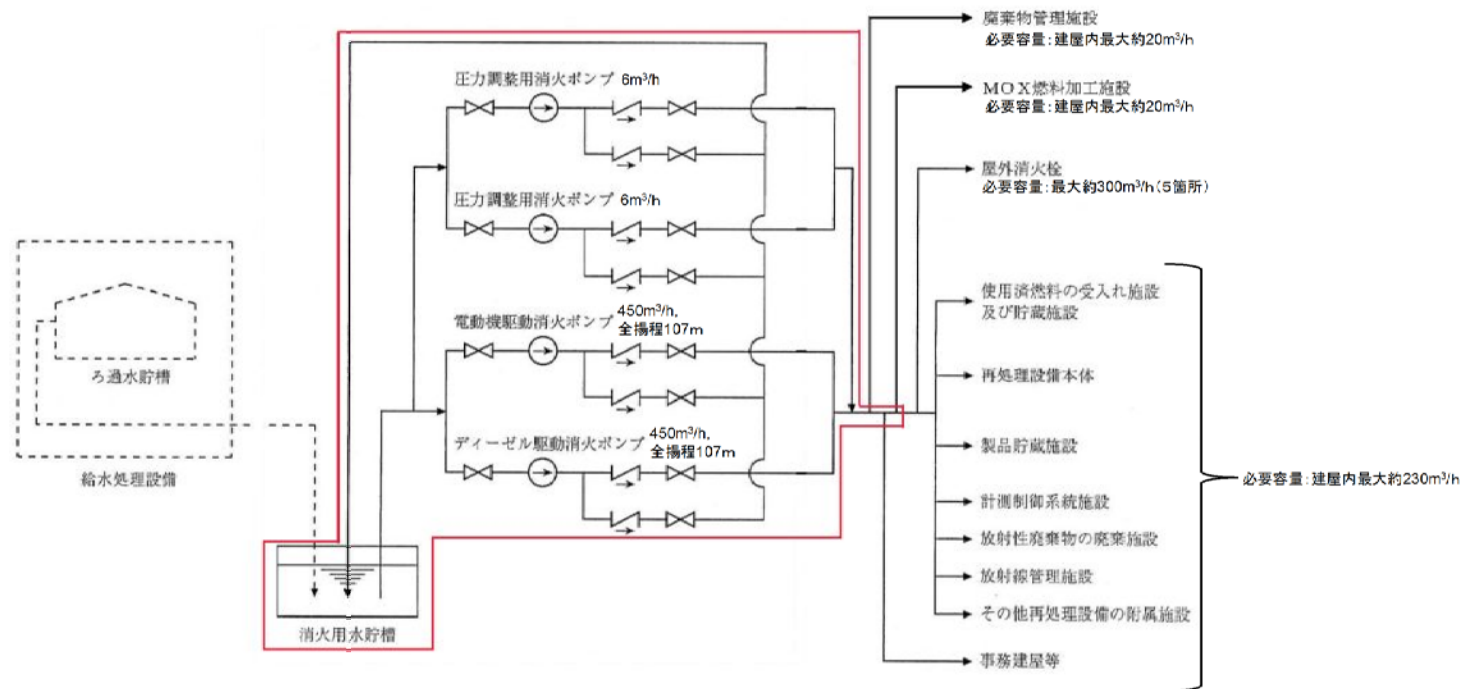 廃棄物管理施設
必要容量:建屋内最大約20m³/h
圧力調整用消火ポンプ 6m³/h
MOX燃料加工施設
必要容量:建屋内最大約20m³/h
屋外消火栓
必要容量:最大約300m³/h(5箇所)
圧力調整用消火ポンプ 6m³/h
使用済燃料の受入れ施設
及び貯蔵施設
電動機駆動消火ポンプ 450m³/h,
全揚程107m
ろ過水貯槽
再処理設備本体
ディーゼル駆動消火ポンプ 450m³/h,
全揚程107m
製品貯蔵施設
給水処理設備
必要容量:建屋内最大約230m³/h
計測制御系統施設
放射性廃棄物の廃棄施設
放射線管理施設
その他再処理設備の附属施設
消火用水貯槽
事務建屋等